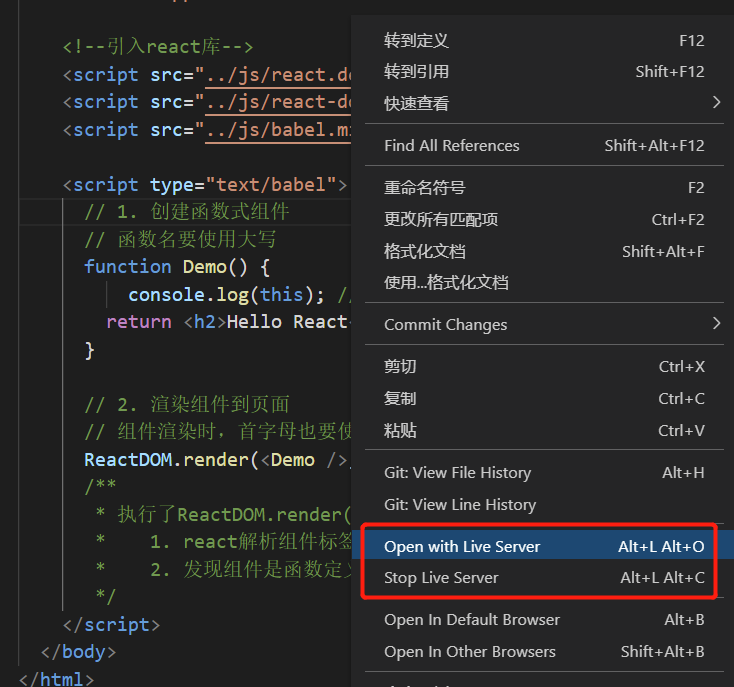 <!--引入react库-->
<script src="../js/react.de
<script src="../js/react-do
<script src="../js/babel.mi
<script type="text/babel">
// 1. 创建函数式组件
// 函数名要使用大写
function Demo() {
console.log(this); //
return <h2>Hello React
}
// 2. 渲染组件到页面
// 组件渲染时，首字母也要使
ReactDOM.render(<Demo />,
/**
* 执行了ReactDOM.render(
* 1. react解析组件标签
* 2. 发现组件是函数定义
*/
</script>
</body>
</html>
转到定义 F12
转到引用 Shift+F12
快速查看
Find All References Shift+Alt+F12
重命名符号 F2
更改所有匹配项 Ctrl+F2
格式化文档 Shift+Alt+F
使用...格式化文档
Commit Changes
剪切 Ctrl+X
复制 Ctrl+C
粘贴 Ctrl+V
Git: View File History Alt+H
Git: View Line History
Open with Live Server Alt+L Alt+O
Stop Live Server Alt+L Alt+C
Open In Default Browser Alt+B
Open In Other Browsers Shift+Alt+B